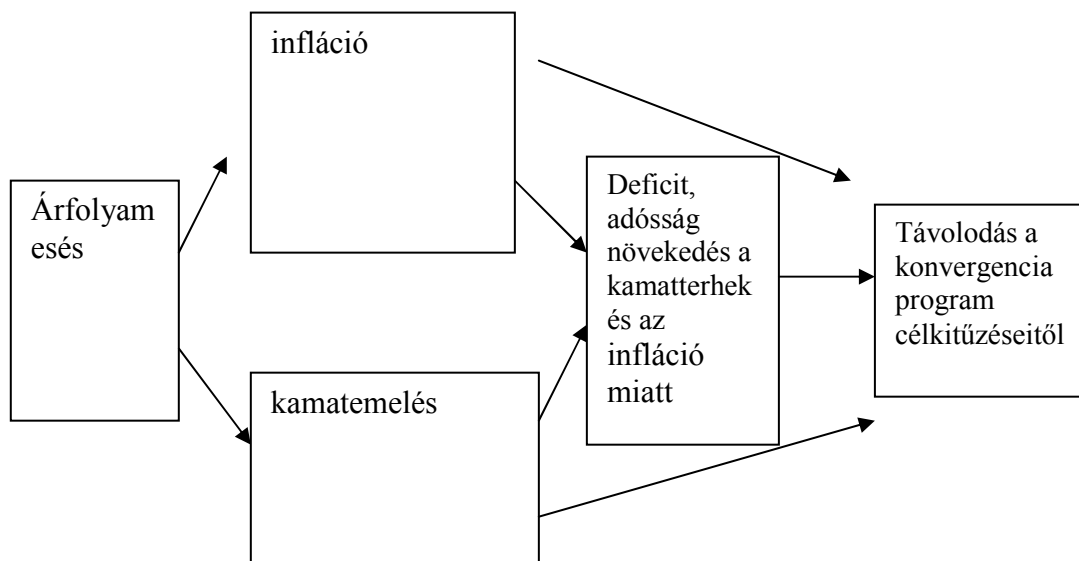 infláció
Árfolyam
esés
Deficit,
adósság
növekedés a
kamatterhek
és az
infláció
miatt
Távolodás a
konvergencia
program
célkitűzéseitől
kamatemelés